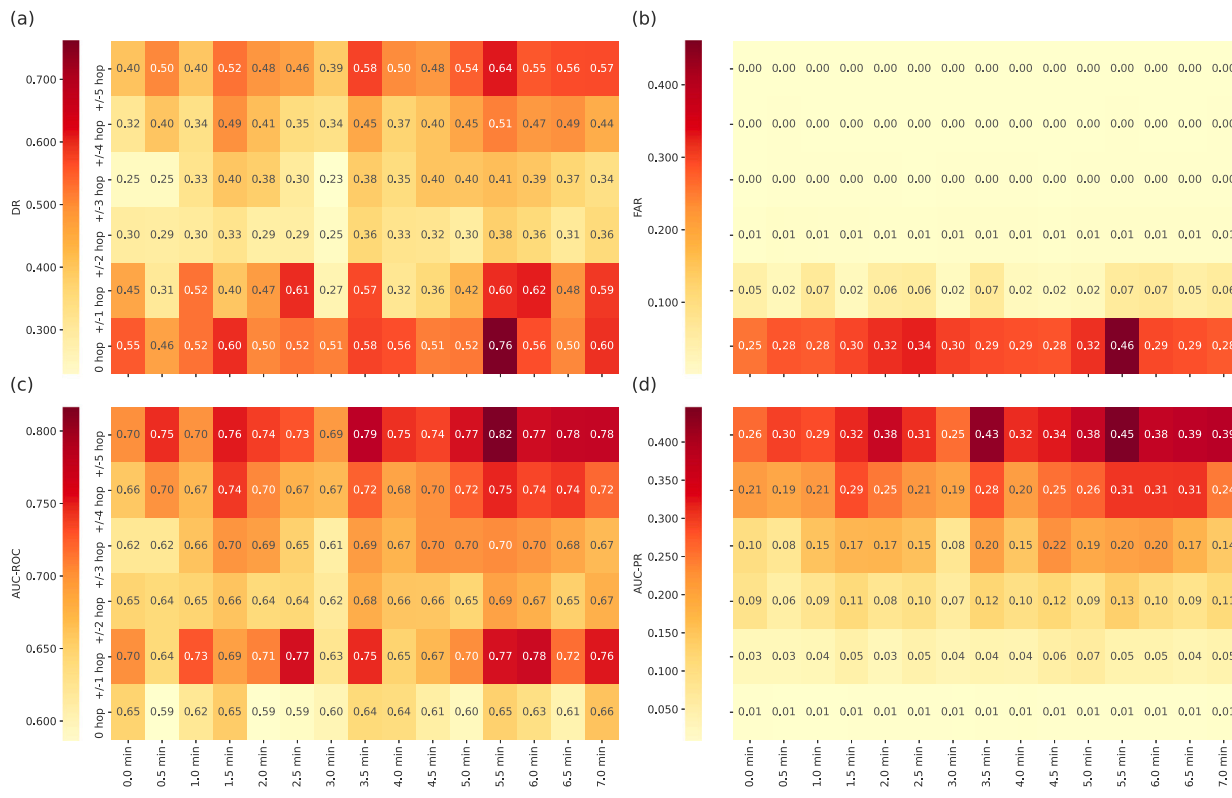 (a)
(b)
DR
0.700
0.600
0.500
0.400
0.300
+/-5 hop
0.40 0.50 0.40 0.52 0.48 0.46 0.39 0.58 0.50 0.48 0.54 0.64 0.55 0.56 0.57
+/-4 hop
0.32 0.40 0.34 0.49 0.41 0.35 0.34 0.45 0.37 0.40 0.45 0.51 0.47 0.49 0.44
+/-3 hop
0.25 0.25 0.33 0.40 0.38 0.30 0.23 0.38 0.35 0.40 0.40 0.41 0.39 0.37 0.34
+/-2 hop
0.30 0.29 0.30 0.33 0.29 0.29 0.25 0.36 0.33 0.32 0.30 0.38 0.36 0.31 0.36
+/-1 hop
0.45 0.31 0.52 0.40 0.47 0.61 0.27 0.57 0.32 0.36 0.42 0.60 0.62 0.48 0.59
0 hop
0.55 0.46 0.52 0.60 0.50 0.52 0.51 0.58 0.56 0.51 0.52 0.76 0.56 0.50 0.60
FAR
0.400
0.300
0.200
0.100
0.00 0.00 0.00 0.00 0.00 0.00 0.00 0.00 0.00 0.00 0.00 0.00 0.00 0.00 0.00
0.00 0.00 0.00 0.00 0.00 0.00 0.00 0.00 0.00 0.00 0.00 0.00 0.00 0.00 0.00
0.00 0.00 0.00 0.00 0.00 0.00 0.00 0.00 0.00 0.00 0.00 0.00 0.00 0.00 0.00
0.01 0.01 0.01 0.01 0.01 0.01 0.01 0.01 0.01 0.01 0.01 0.01 0.01 0.01 0.01
0.05 0.02 0.07 0.02 0.06 0.06 0.02 0.06 0.02 0.02 0.02 0.07 0.07 0.05 0.06
0.25 0.28 0.28 0.30 0.32 0.34 0.30 0.29 0.29 0.28 0.32 0.46 0.29 0.29 0.28
(c)
(d)
AUC-ROC
0.800
0.750
0.700
0.650
0.600
+/-5 hop
0.70 0.75 0.70 0.76 0.74 0.73 0.69 0.79 0.75 0.74 0.77 0.82 0.77 0.78 0.78
+/-4 hop
0.66 0.70 0.67 0.74 0.70 0.67 0.67 0.72 0.68 0.70 0.72 0.75 0.74 0.74 0.72
+/-3 hop
0.62 0.62 0.66 0.70 0.69 0.65 0.61 0.69 0.67 0.70 0.70 0.70 0.70 0.68 0.67
+/-2 hop
0.65 0.64 0.65 0.66 0.64 0.64 0.62 0.68 0.66 0.66 0.65 0.69 0.67 0.65 0.67
+/-1 hop
0.70 0.64 0.73 0.69 0.71 0.77 0.63 0.75 0.65 0.67 0.70 0.77 0.78 0.72 0.76
0 hop
0.65 0.59 0.62 0.65 0.59 0.59 0.60 0.64 0.64 0.61 0.60 0.65 0.63 0.61 0.66
0.0 min 0.5 min 1.0 min 1.5 min 2.0 min 2.5 min 3.0 min 3.5 min 4.0 min 4.5 min 5.0 min 5.5 min 6.0 min 6.5 min 7.0 min
AUC-PR
0.400
0.350
0.300
0.250
0.200
0.150
0.100
0.050
0.26 0.30 0.29 0.32 0.38 0.31 0.25 0.43 0.32 0.34 0.38 0.45 0.38 0.39 0.39
0.21 0.19 0.21 0.29 0.25 0.21 0.19 0.28 0.20 0.25 0.26 0.31 0.31 0.31 0.24
0.10 0.08 0.15 0.17 0.17 0.15 0.08 0.20 0.15 0.22 0.19 0.20 0.20 0.17 0.14
0.09 0.06 0.09 0.11 0.08 0.10 0.07 0.12 0.10 0.12 0.09 0.13 0.10 0.09 0.11
0.03 0.03 0.04 0.05 0.03 0.05 0.04 0.04 0.04 0.06 0.07 0.05 0.05 0.04 0.05
0.01 0.01 0.01 0.01 0.01 0.01 0.01 0.01 0.01 0.01 0.01 0.01 0.01 0.01 0.01
0.0 min 0.5 min 1.0 min 1.5 min 2.0 min 2.5 min 3.0 min 3.5 min 4.0 min 4.5 min 5.0 min 5.5 min 6.0 min 6.5 min 7.0 min